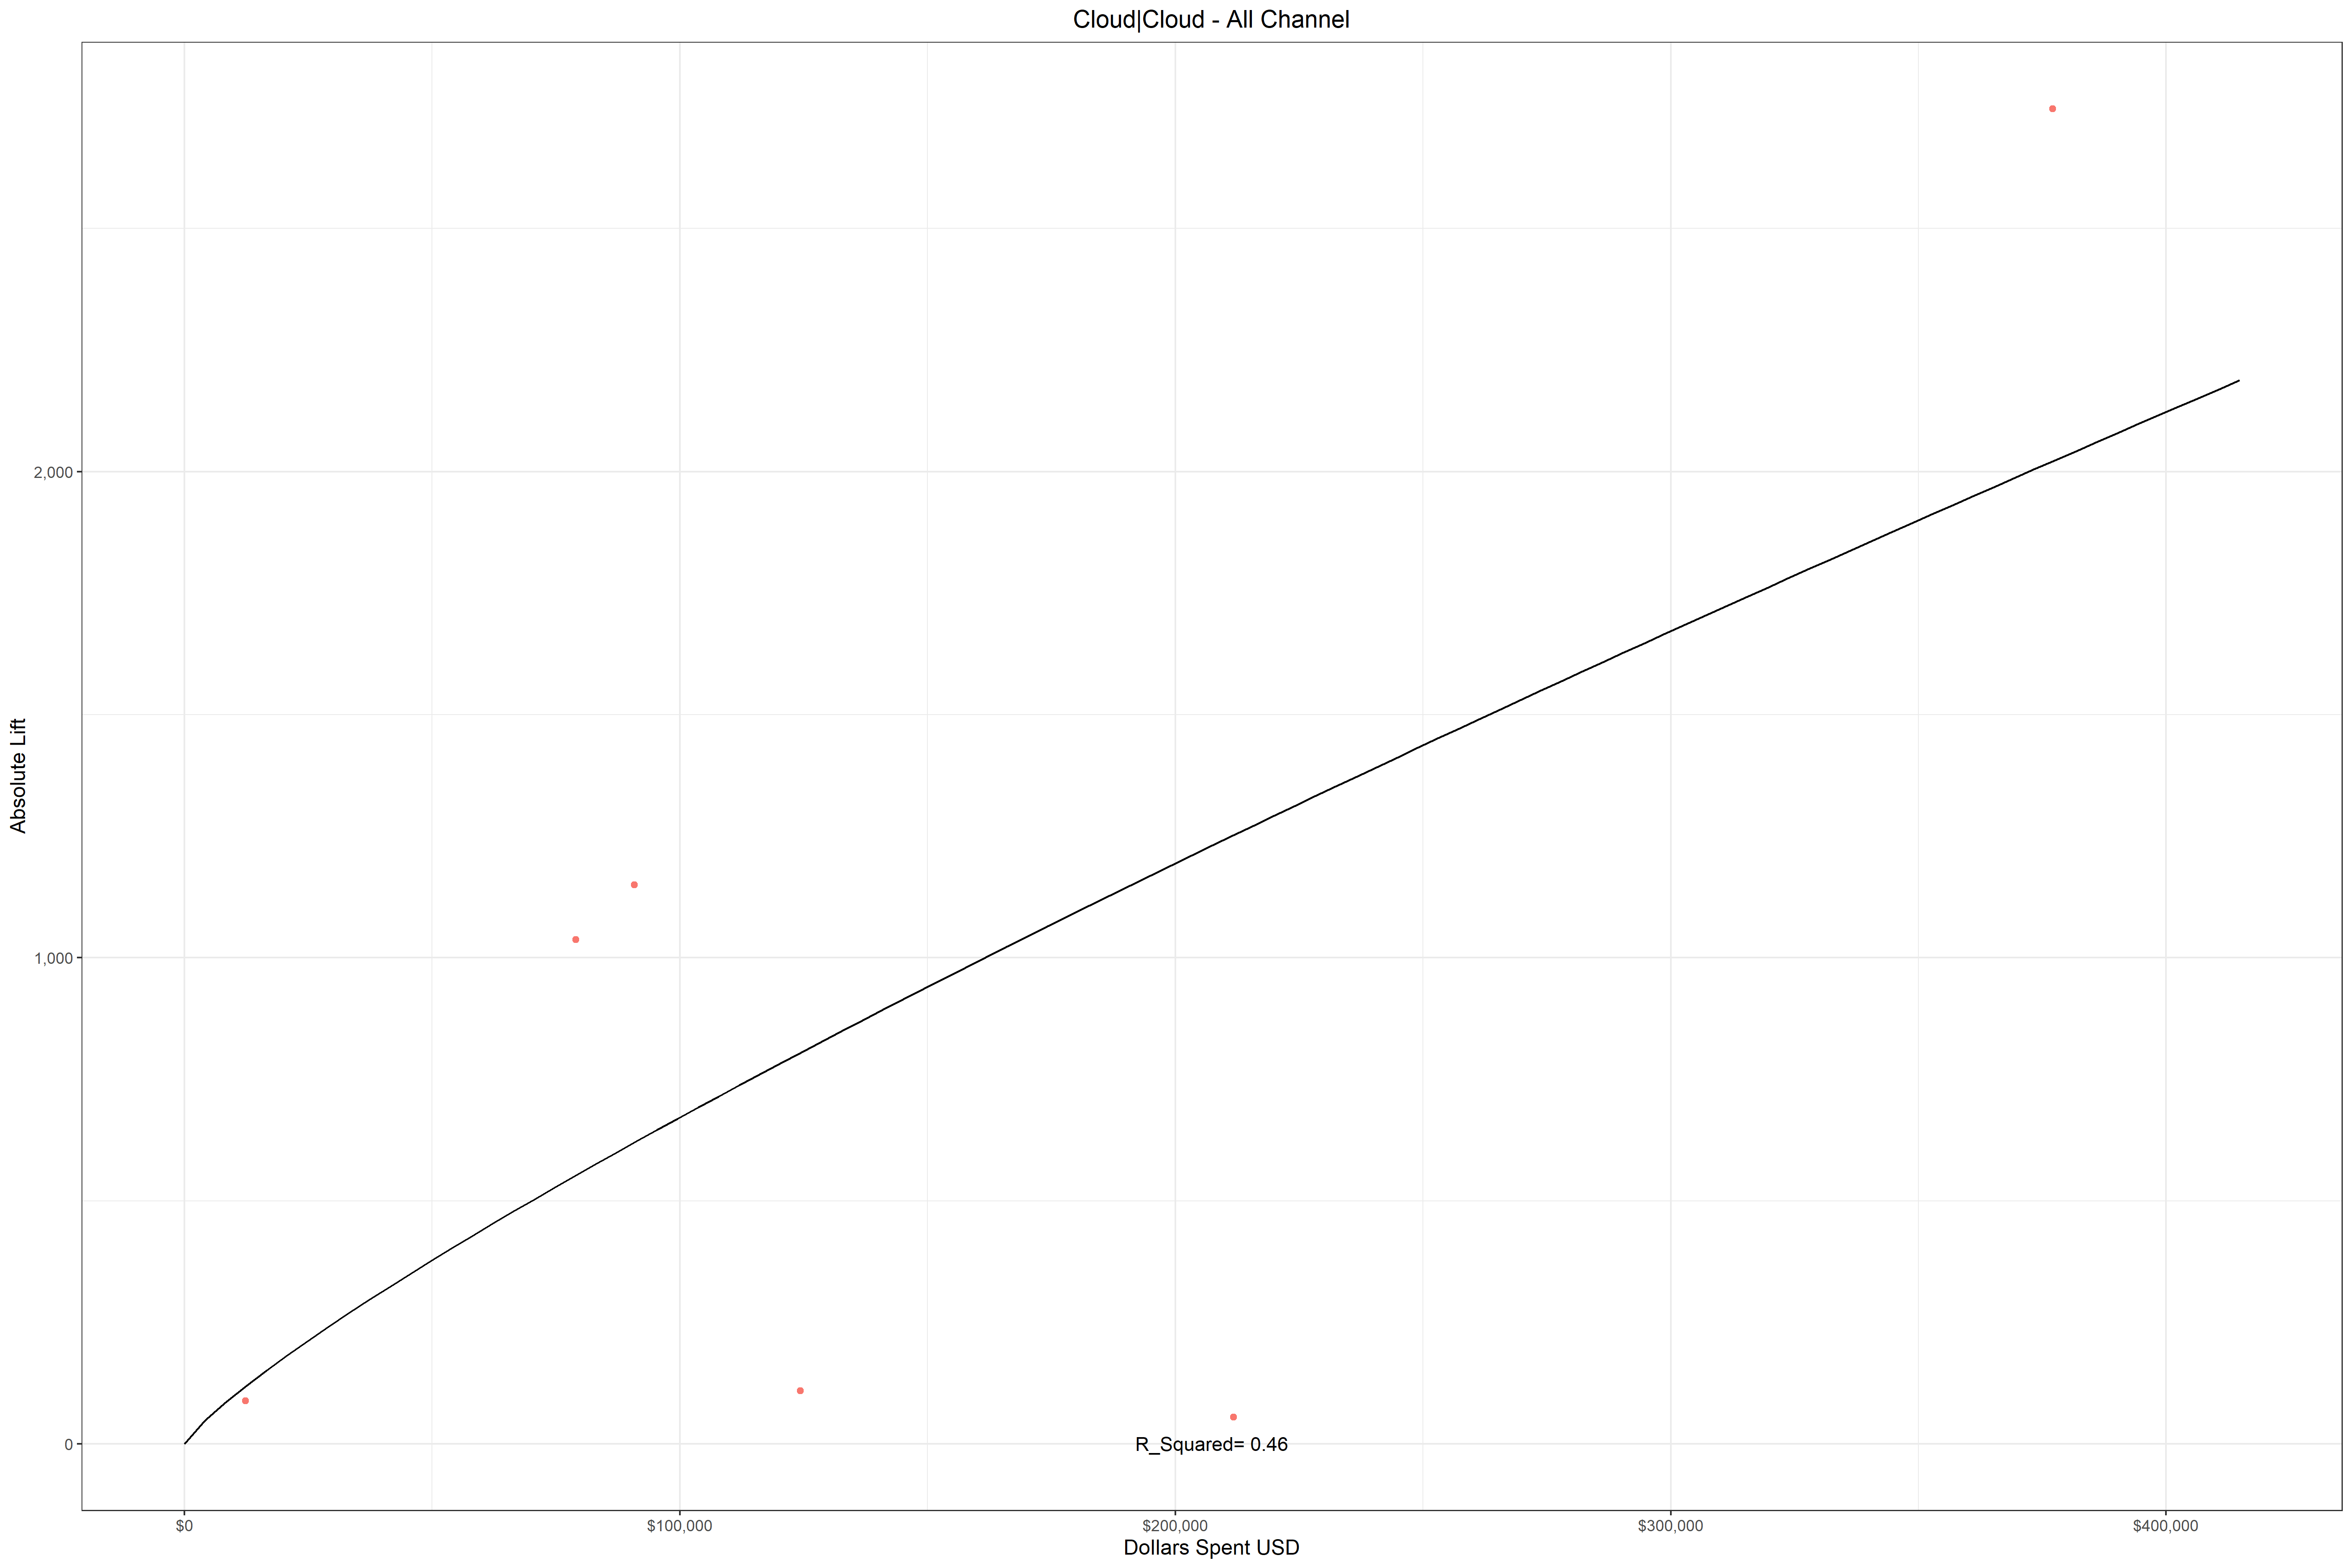 Cloud|Cloud - All Channel
Absolute Lift
2,000
1,000
0
R_Squared= 0.46
$0
$100,000
$200,000
$300,000
$400,000
Dollars Spent USD